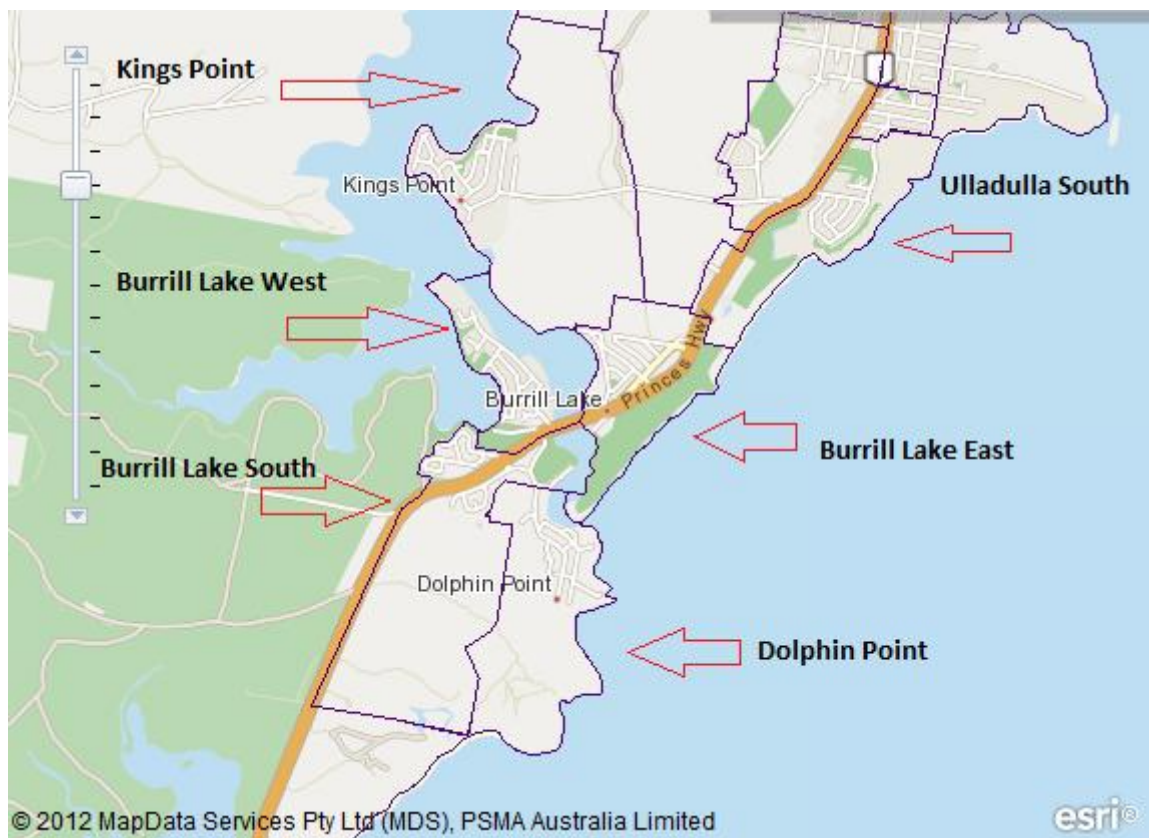 Kings Point
Kings Point
Ulladulla South
Burrill Lake West
Princes Hwy
Burrill Lake
Burrill Lake East
Burrill Lake South
Dolphin Point
Dolphin Point
© 2012 MapData Services Pty Ltd (MDS), PSMA Australia Limited
esri®